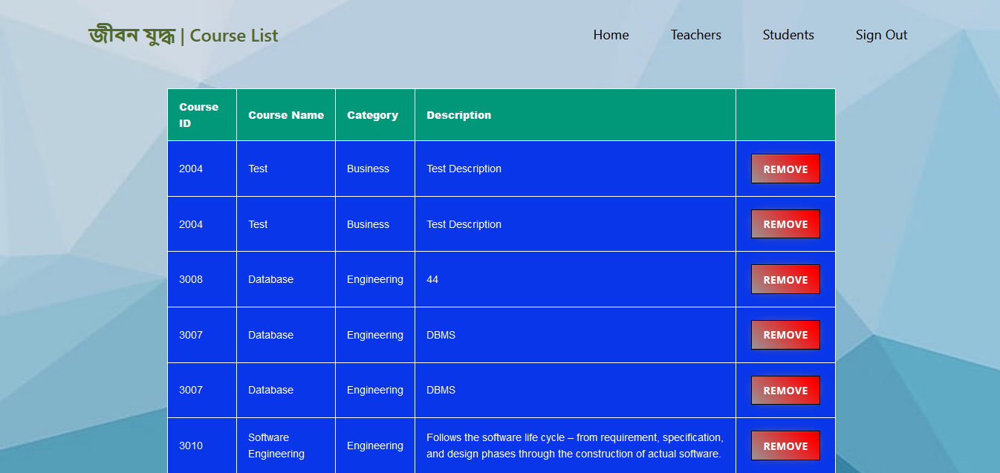 জীবন যুদ্ধ | Course List
Home Teachers Students Sign Out
Course ID Course Name Category Description
2004 Test Business Test Description REMOVE
2004 Test Business Test Description REMOVE
3008 Database Engineering 44 REMOVE
3007 Database Engineering DBMS REMOVE
3007 Database Engineering DBMS REMOVE
3010 Software Engineering Engineering Follows the software life cycle – from requirement, specification, and design phases through the construction of actual software. REMOVE